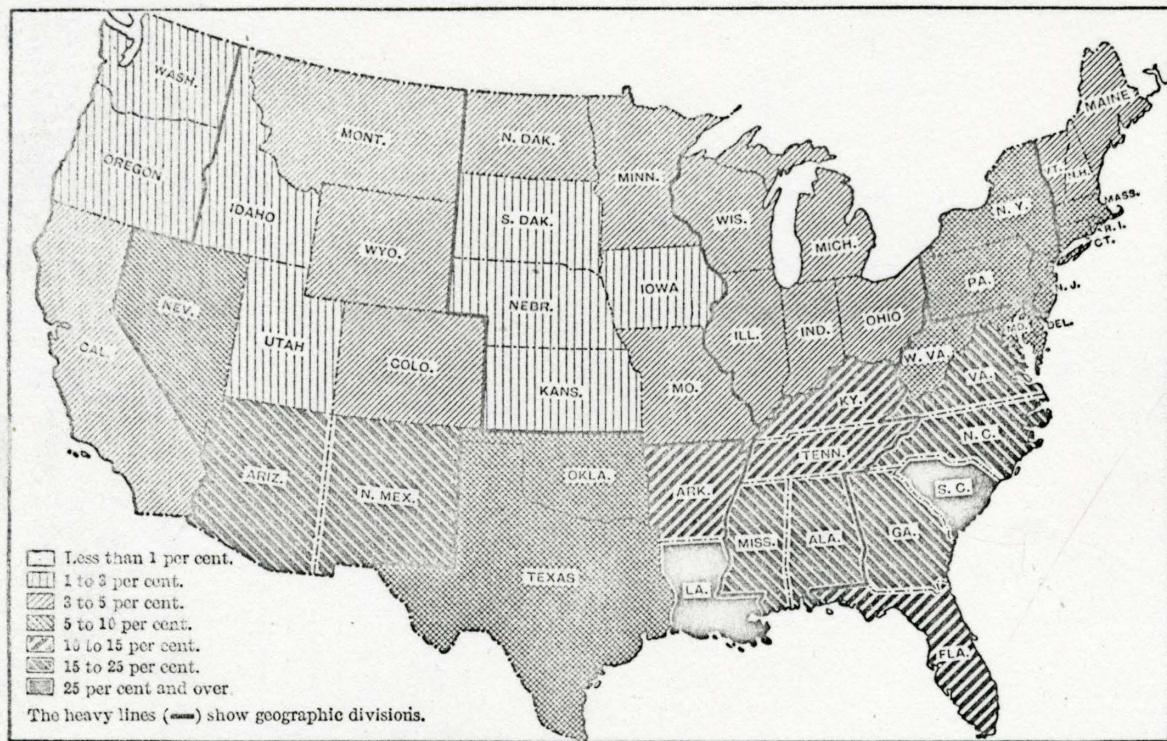 WASH.
MONT.
N. DAK.
MAINE
OREGON
IDAHO
MINN.
VT.
N.H.
S. DAK.
WIS.
N. Y.
MASS.
WYO.
MICH.
R. I.
CT.
NEV.
NEBR.
IOWA
PA.
N. J.
UTAH
ILL.
IND.
OHIO
MD.
DEL.
CAL.
COLO.
KANS.
MO.
W. VA.
VA.
KY.
N. C.
TENN.
ARIZ.
N. MEX.
OKLA.
ARK.
S. C.
MISS.
ALA.
GA.
TEXAS
LA.
FLA.
Less than 1 per cent.
1 to 3 per cent.
3 to 5 per cent.
5 to 10 per cent.
10 to 15 per cent.
15 to 25 per cent.
25 per cent and over.
The heavy lines (▬) show geographic divisions.